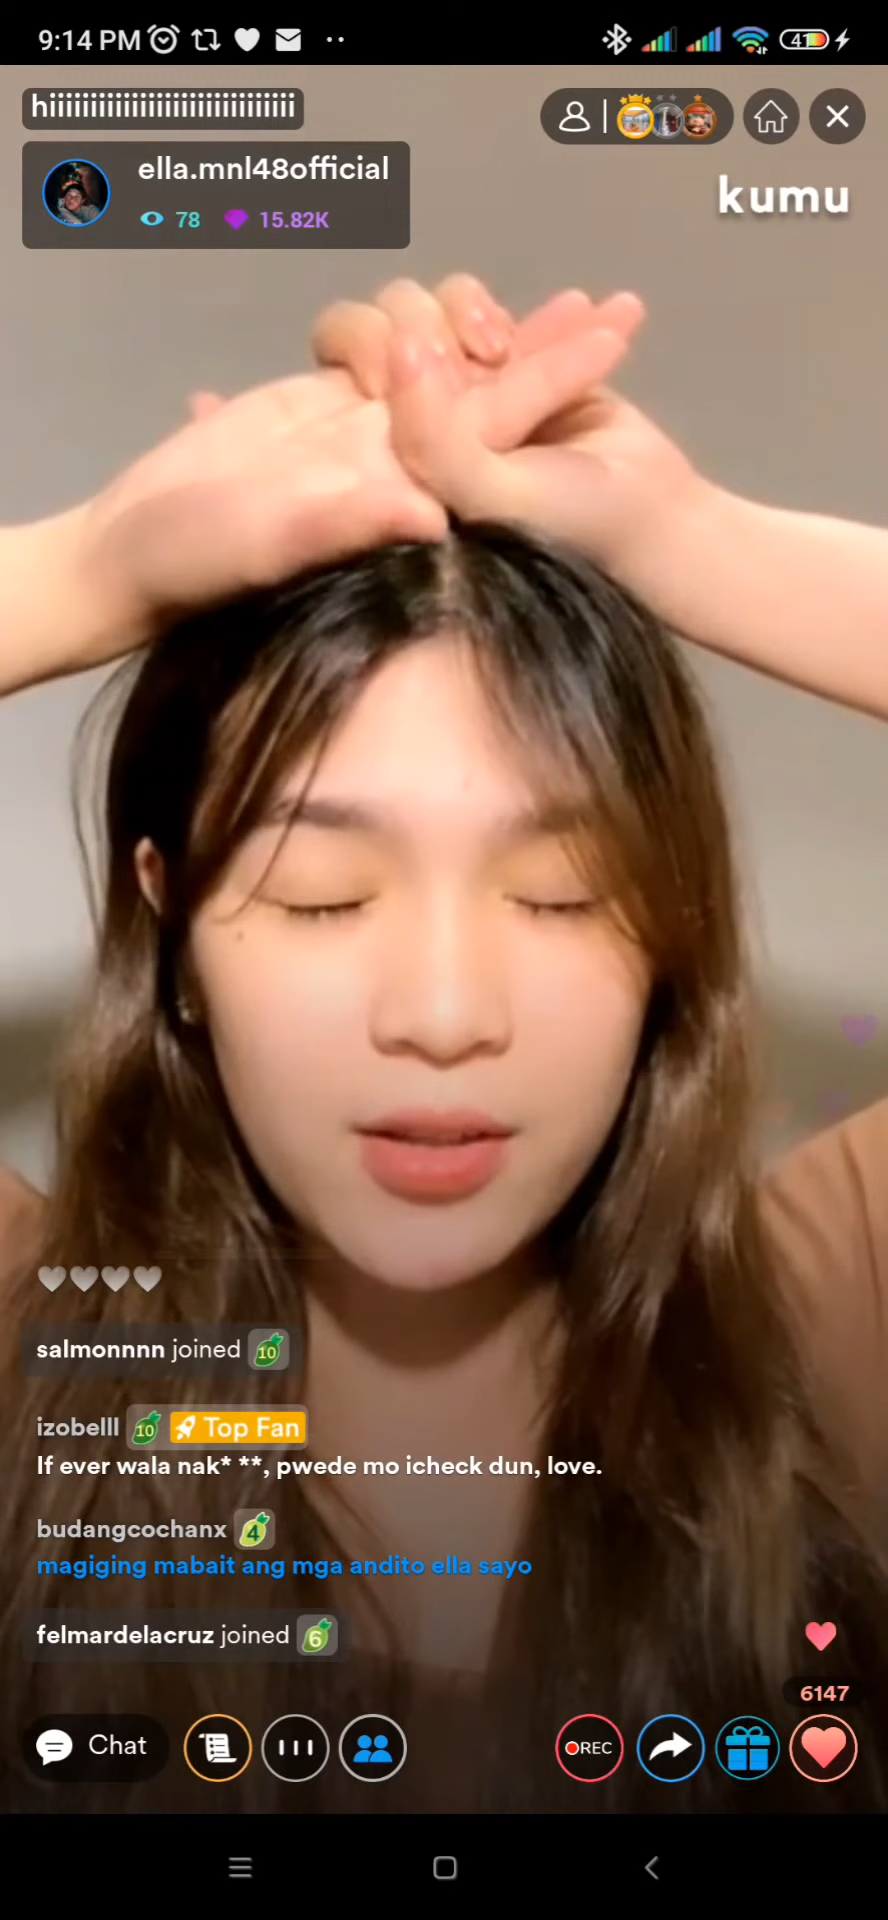 9:14 PM
41
hiiiiiiiiiiiiiiiiiiiiiiiiiiiiii
ella.mnl48official
78 15.82K
kumu
salmonnnn joined 10
izobelll 10 Top Fan
If ever wala nak* **, pwede mo icheck dun, love.
budangcochanx 4
magiging mabait ang mga andito ella sayo
felmardelacruz joined 6
6147
Chat
REC